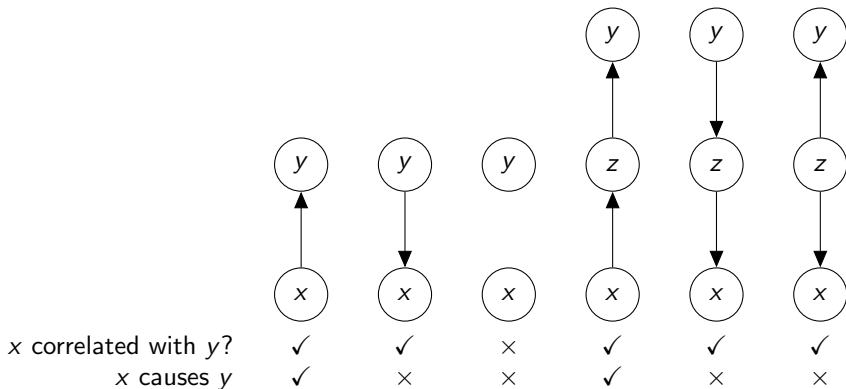 y y y
y y y z z z
x x x x x x
x correlated with y? ✓ ✓ × ✓ ✓ ✓
x causes y ✓ × × ✓ × ×